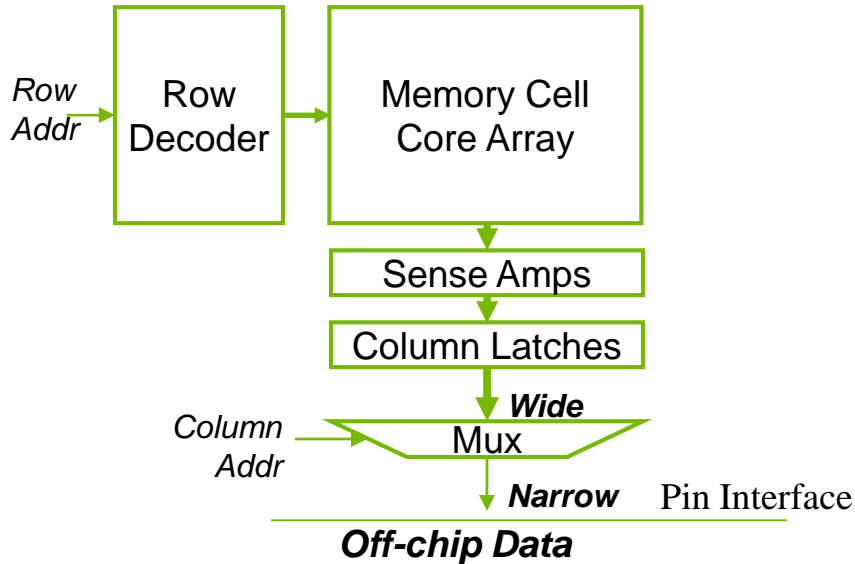 Row
Addr
Row
Decoder
Memory Cell
Core Array
Sense Amps
Column Latches
Wide
Column
Addr
Mux
Narrow Pin Interface
Off-chip Data